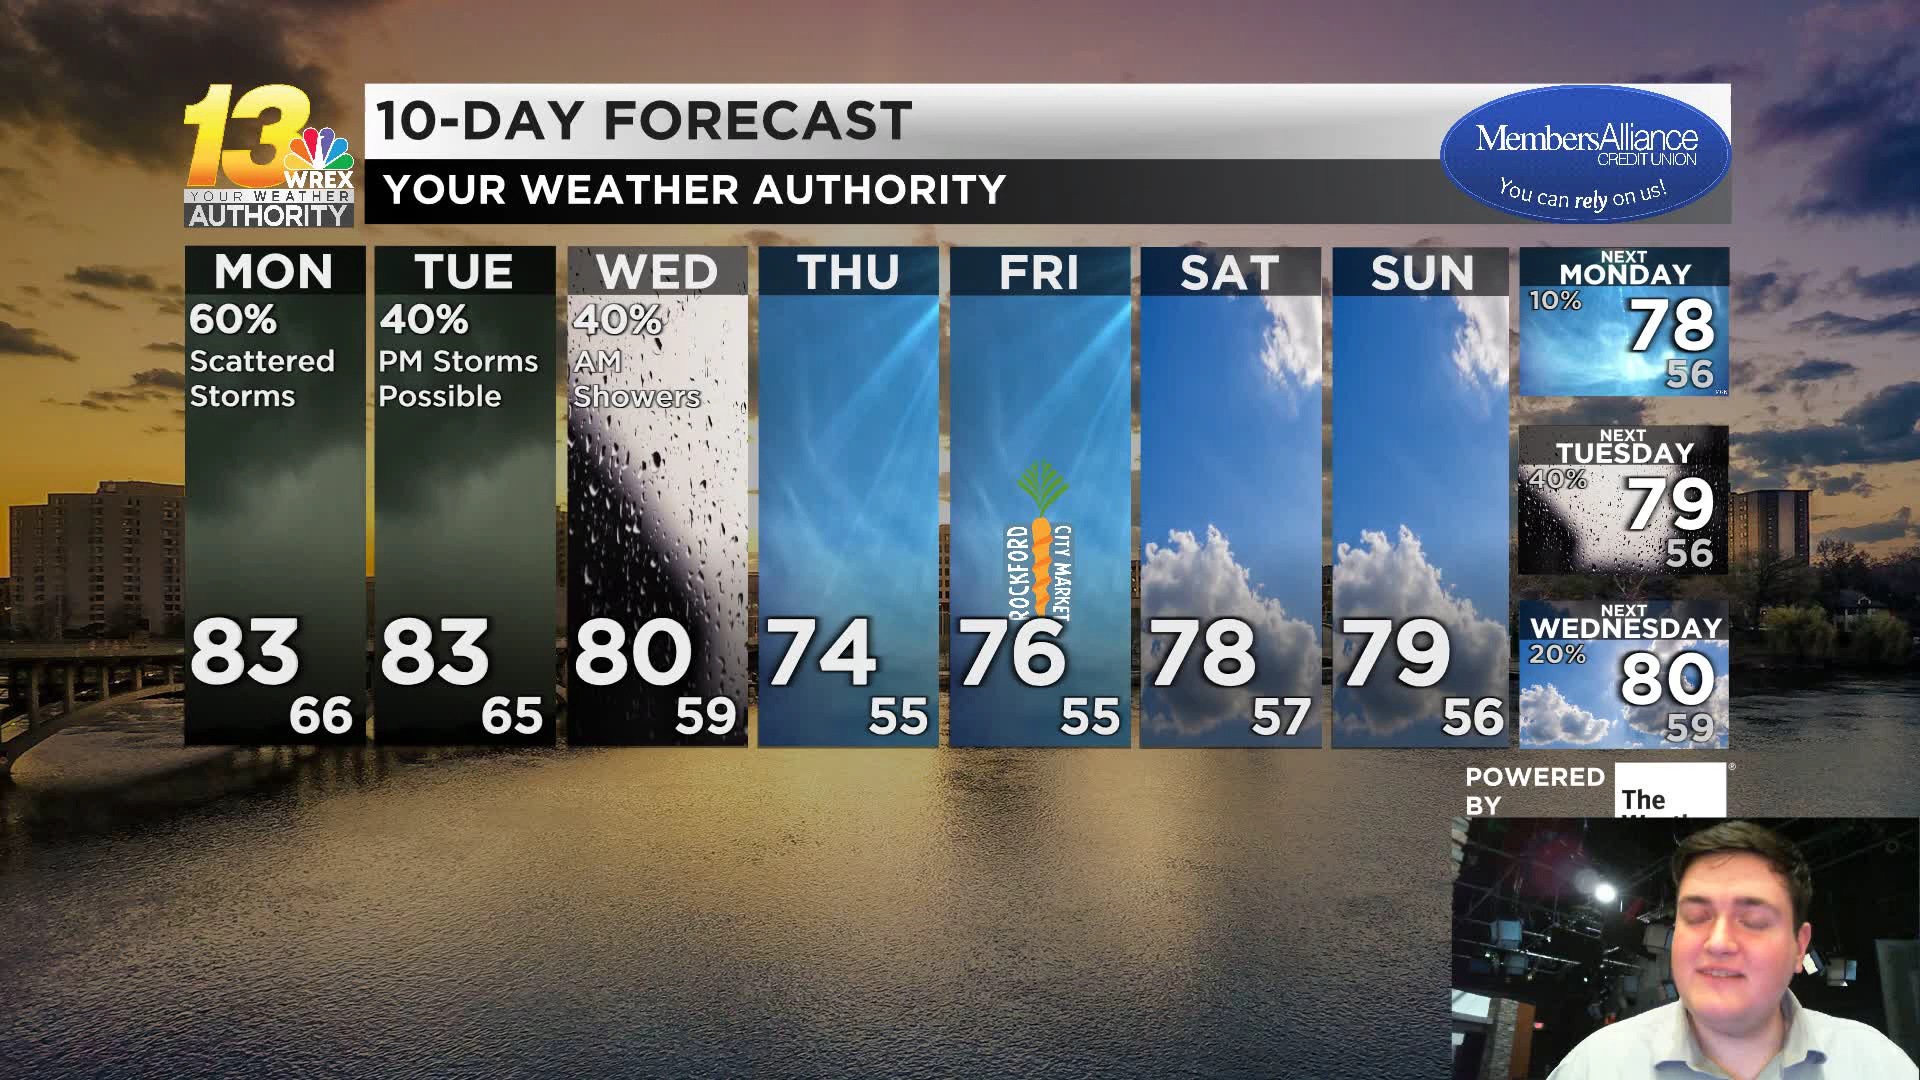 13
WREX
YOUR WEATHER
AUTHORITY
10-DAY FORECAST
YOUR WEATHER AUTHORITY
MembersAlliance
CREDIT UNION
You can rely on us!
MON
60%
Scattered
Storms
83
66
TUE
40%
PM Storms
Possible
83
65
WED
40%
AM
Showers
80
59
THU
74
55
FRI
ROCKFORD
CITY MARKET
76
55
SAT
78
57
SUN
79
56
NEXT
MONDAY
10%
78
56
NEXT
TUESDAY
40%
79
56
NEXT
WEDNESDAY
20%
80
59
POWERED
BY
The